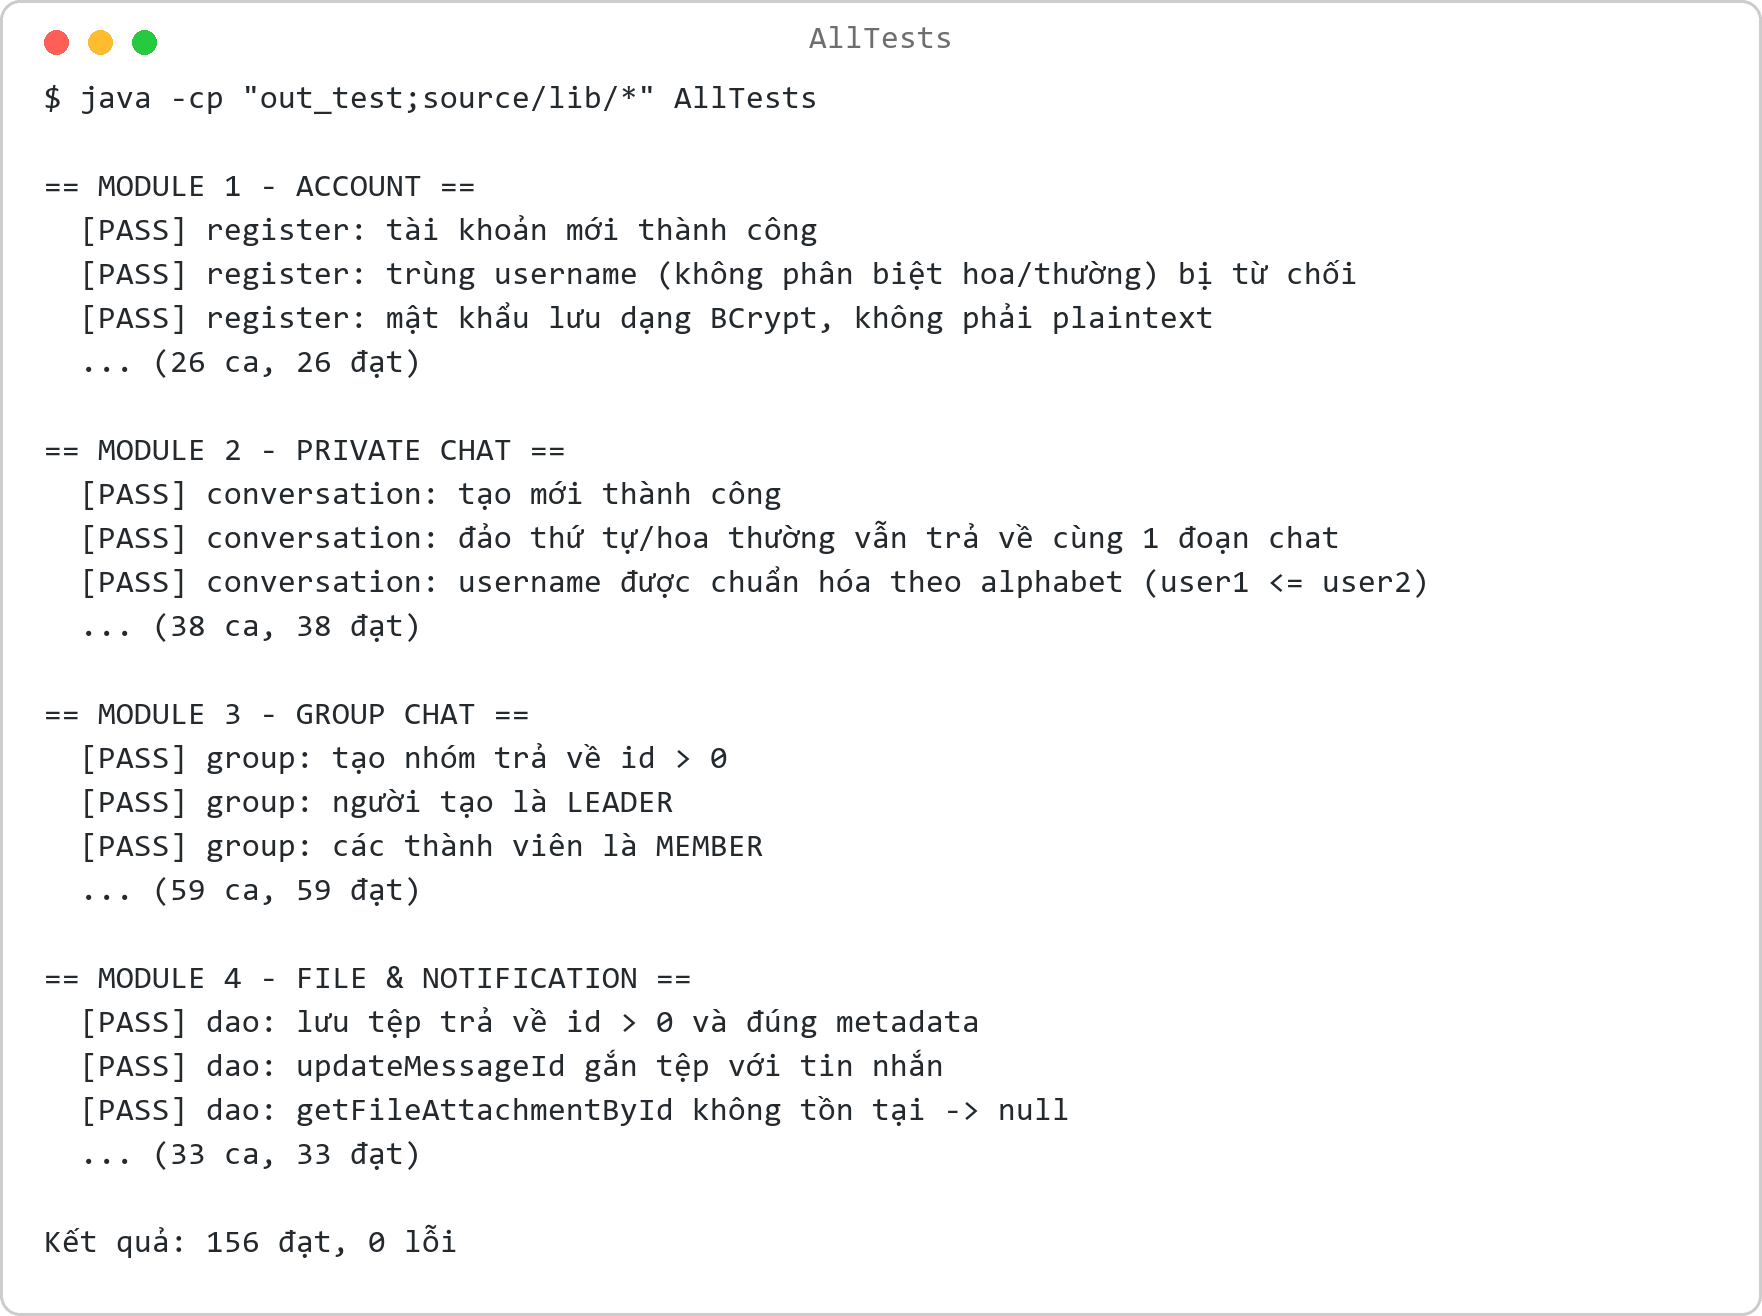 AllTests
$ java -cp "out_test;source/lib/*" AllTests
== MODULE 1 - ACCOUNT ==
[PASS] register: tài khoản mới thành công
[PASS] register: trùng username (không phân biệt hoa/thường) bị từ chối
[PASS] register: mật khẩu lưu dạng BCrypt, không phải plaintext
... (26 ca, 26 đạt)
== MODULE 2 - PRIVATE CHAT ==
[PASS] conversation: tạo mới thành công
[PASS] conversation: đảo thứ tự/hoa thường vẫn trả về cùng 1 đoạn chat
[PASS] conversation: username được chuẩn hóa theo alphabet (user1 <= user2)
... (38 ca, 38 đạt)
== MODULE 3 - GROUP CHAT ==
[PASS] group: tạo nhóm trả về id > 0
[PASS] group: người tạo là LEADER
[PASS] group: các thành viên là MEMBER
... (59 ca, 59 đạt)
== MODULE 4 - FILE & NOTIFICATION ==
[PASS] dao: lưu tệp trả về id > 0 và đúng metadata
[PASS] dao: updateMessageId gắn tệp với tin nhắn
[PASS] dao: getFileAttachmentById không tồn tại -> null
... (33 ca, 33 đạt)
Kết quả: 156 đạt, 0 lỗi